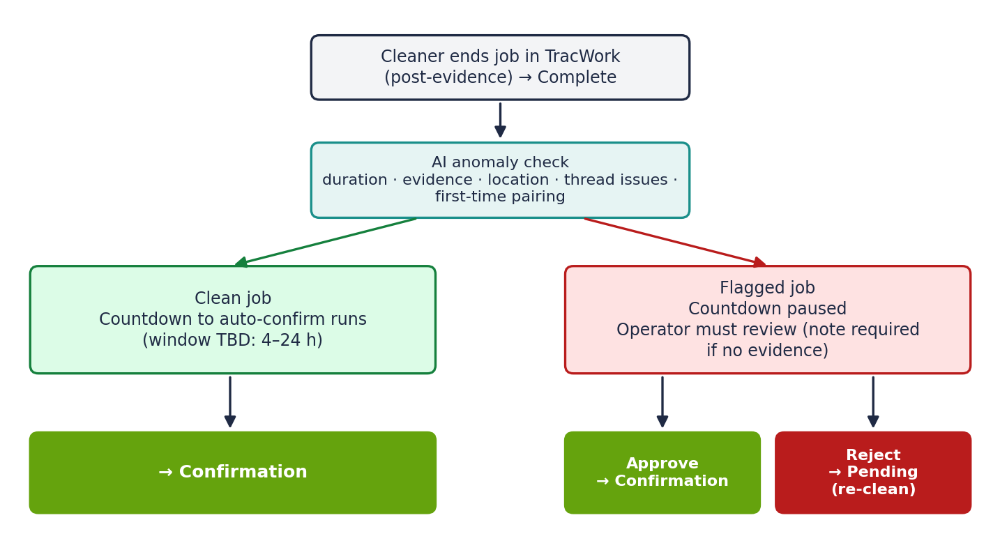 Cleaner ends job in TracWork
(post-evidence) → Complete
AI anomaly check
duration · evidence · location · thread issues ·
first-time pairing
Clean job
Countdown to auto-confirm runs
(window TBD: 4–24 h)
Flagged job
Countdown paused
Operator must review (note required
if no evidence)
→ Confirmation
Approve
→ Confirmation
Reject
→ Pending
(re-clean)